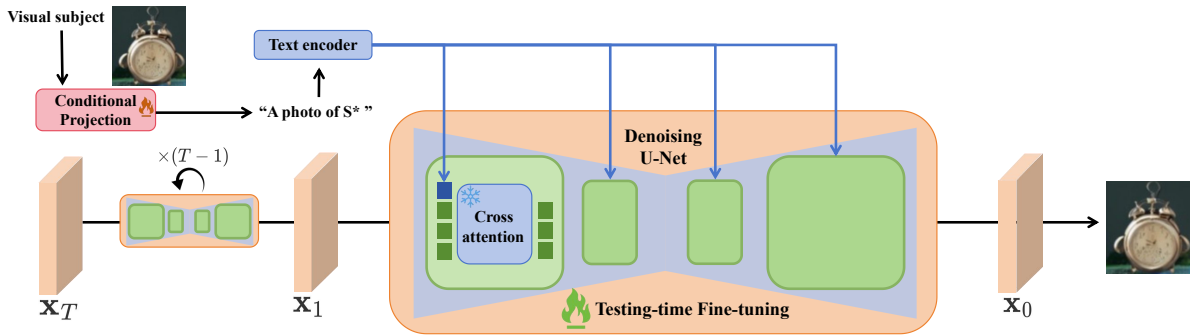 Visual subject
Text encoder
Conditional
Projection
“A photo of S* ”
×(T − 1)
Denoising
U-Net
Cross
attention
Testing-time Fine-tuning
x_T
x_1
x_0